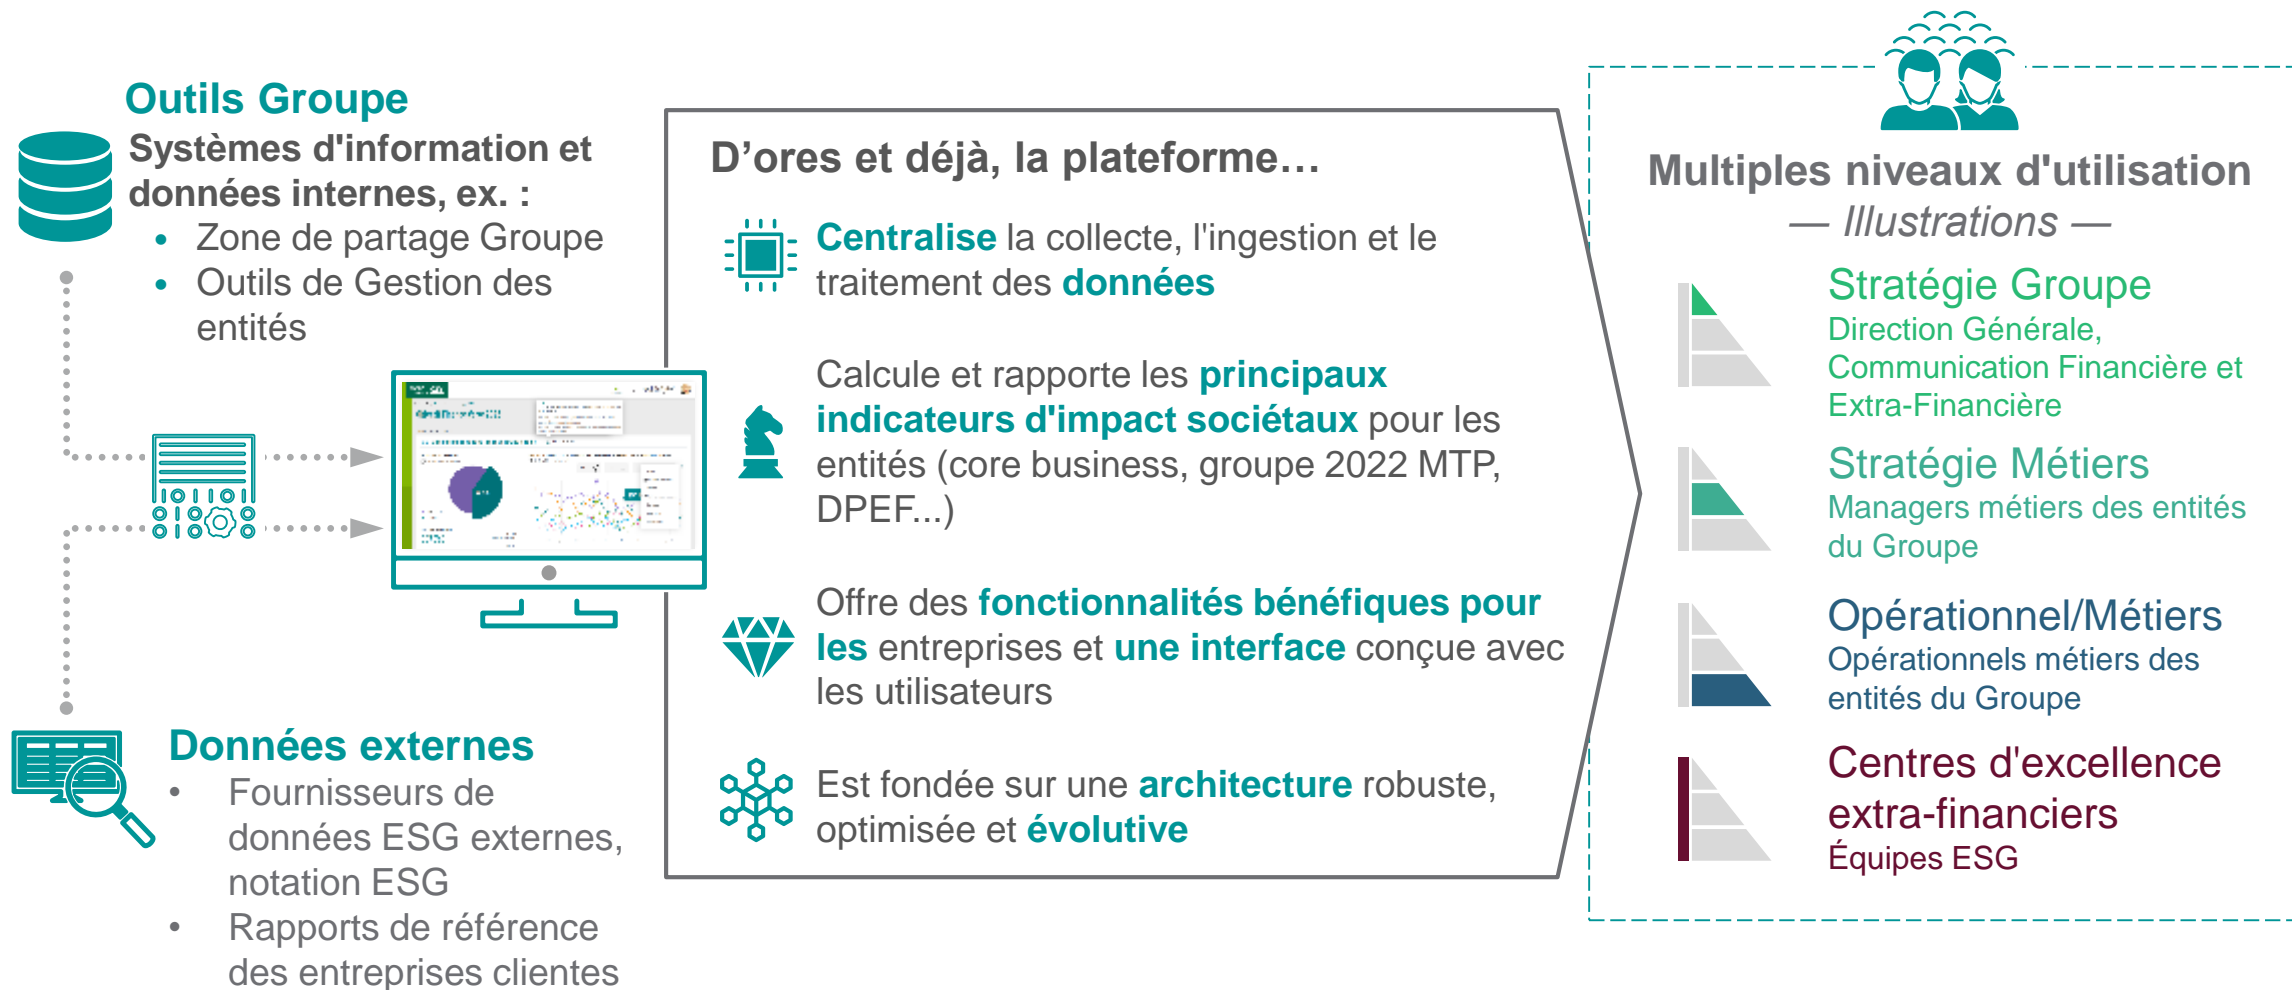 Outils Groupe
Systèmes d'information et
données internes, ex. :
• Zone de partage Groupe
• Outils de Gestion des
entités
Données externes
• Fournisseurs de
données ESG externes,
notation ESG
• Rapports de référence
des entreprises clientes
D’ores et déjà, la plateforme…
Centralise la collecte, l'ingestion et le
traitement des données
Calcule et rapporte les principaux
indicateurs d'impact sociétaux pour les
entités (core business, groupe 2022 MTP,
DPEF...)
Offre des fonctionnalités bénéfiques pour
les entreprises et une interface conçue avec
les utilisateurs
Est fondée sur une architecture robuste,
optimisée et évolutive
Multiples niveaux d'utilisation
— Illustrations —
Stratégie Groupe
Direction Générale,
Communication Financière et
Extra-Financière
Stratégie Métiers
Managers métiers des entités
du Groupe
Opérationnel/Métiers
Opérationnels métiers des
entités du Groupe
Centres d'excellence
extra-financiers
Équipes ESG